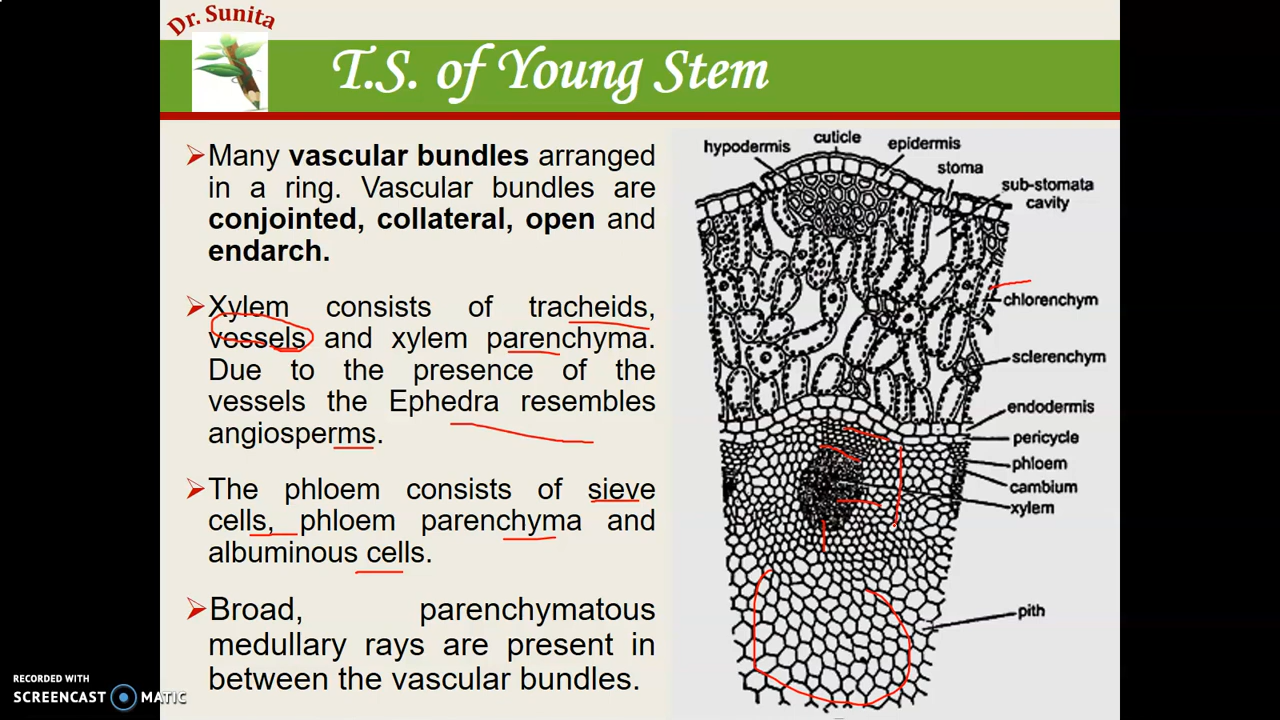 Dr. Sunita
T.S. of Young Stem
Many vascular bundles arranged
in a ring. Vascular bundles are
conjointed, collateral, open and
endarch.
Xylem consists of tracheids,
vessels and xylem parenchyma.
Due to the presence of the
vessels the Ephedra resembles
angiosperms.
The phloem consists of sieve
cells, phloem parenchyma and
albuminous cells.
Broad, parenchymatous
medullary rays are present in
between the vascular bundles.
cuticle
hypodermis
epidermis
stoma
sub-stomata
cavity
chlorenchym
sclerenchym
endodermis
pericycle
phloem
cambium
xylem
pith
RECORDED WITH
SCREENCAST MATIC